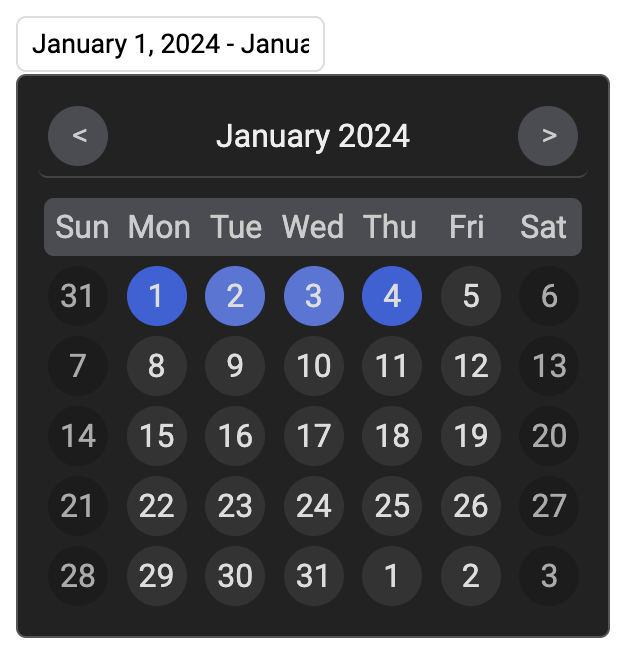 January 1, 2024 - Janua
< January 2024 >
Sun Mon Tue Wed Thu Fri Sat
31 1 2 3 4 5 6
7 8 9 10 11 12 13
14 15 16 17 18 19 20
21 22 23 24 25 26 27
28 29 30 31 1 2 3